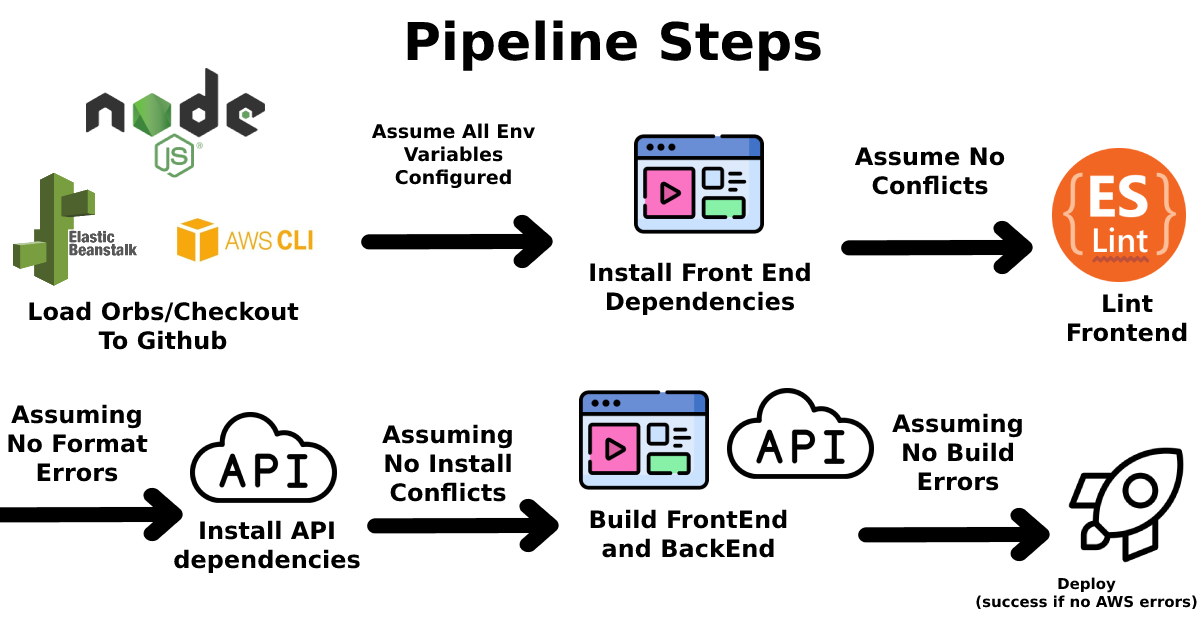 Pipeline Steps
node
JS
®
Elastic
Beanstalk
AWS CLI
Load Orbs/Checkout
To Github
Assume All Env
Variables
Configured
Install Front End
Dependencies
Assume No
Conflicts
{ES}
Lint
Lint
Frontend
Assuming
No Format
Errors
API
Install API
dependencies
Assuming
No Install
Conflicts
API
Build FrontEnd
and BackEnd
Assuming
No Build
Errors
Deploy
(success if no AWS errors)